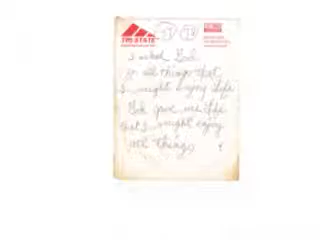 TRI-STATE
I asked God
for all things that
I might enjoy life
God gave me life
that I might enjoy
all things